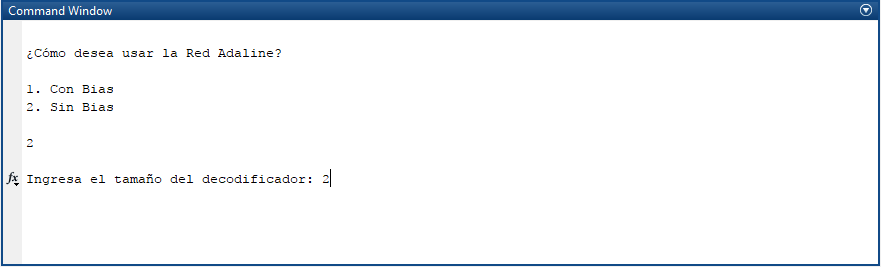 Command Window
¿Cómo desea usar la Red Adaline?
1. Con Bias
2. Sin Bias
2
fx Ingresa el tamaño del decodificador: 2